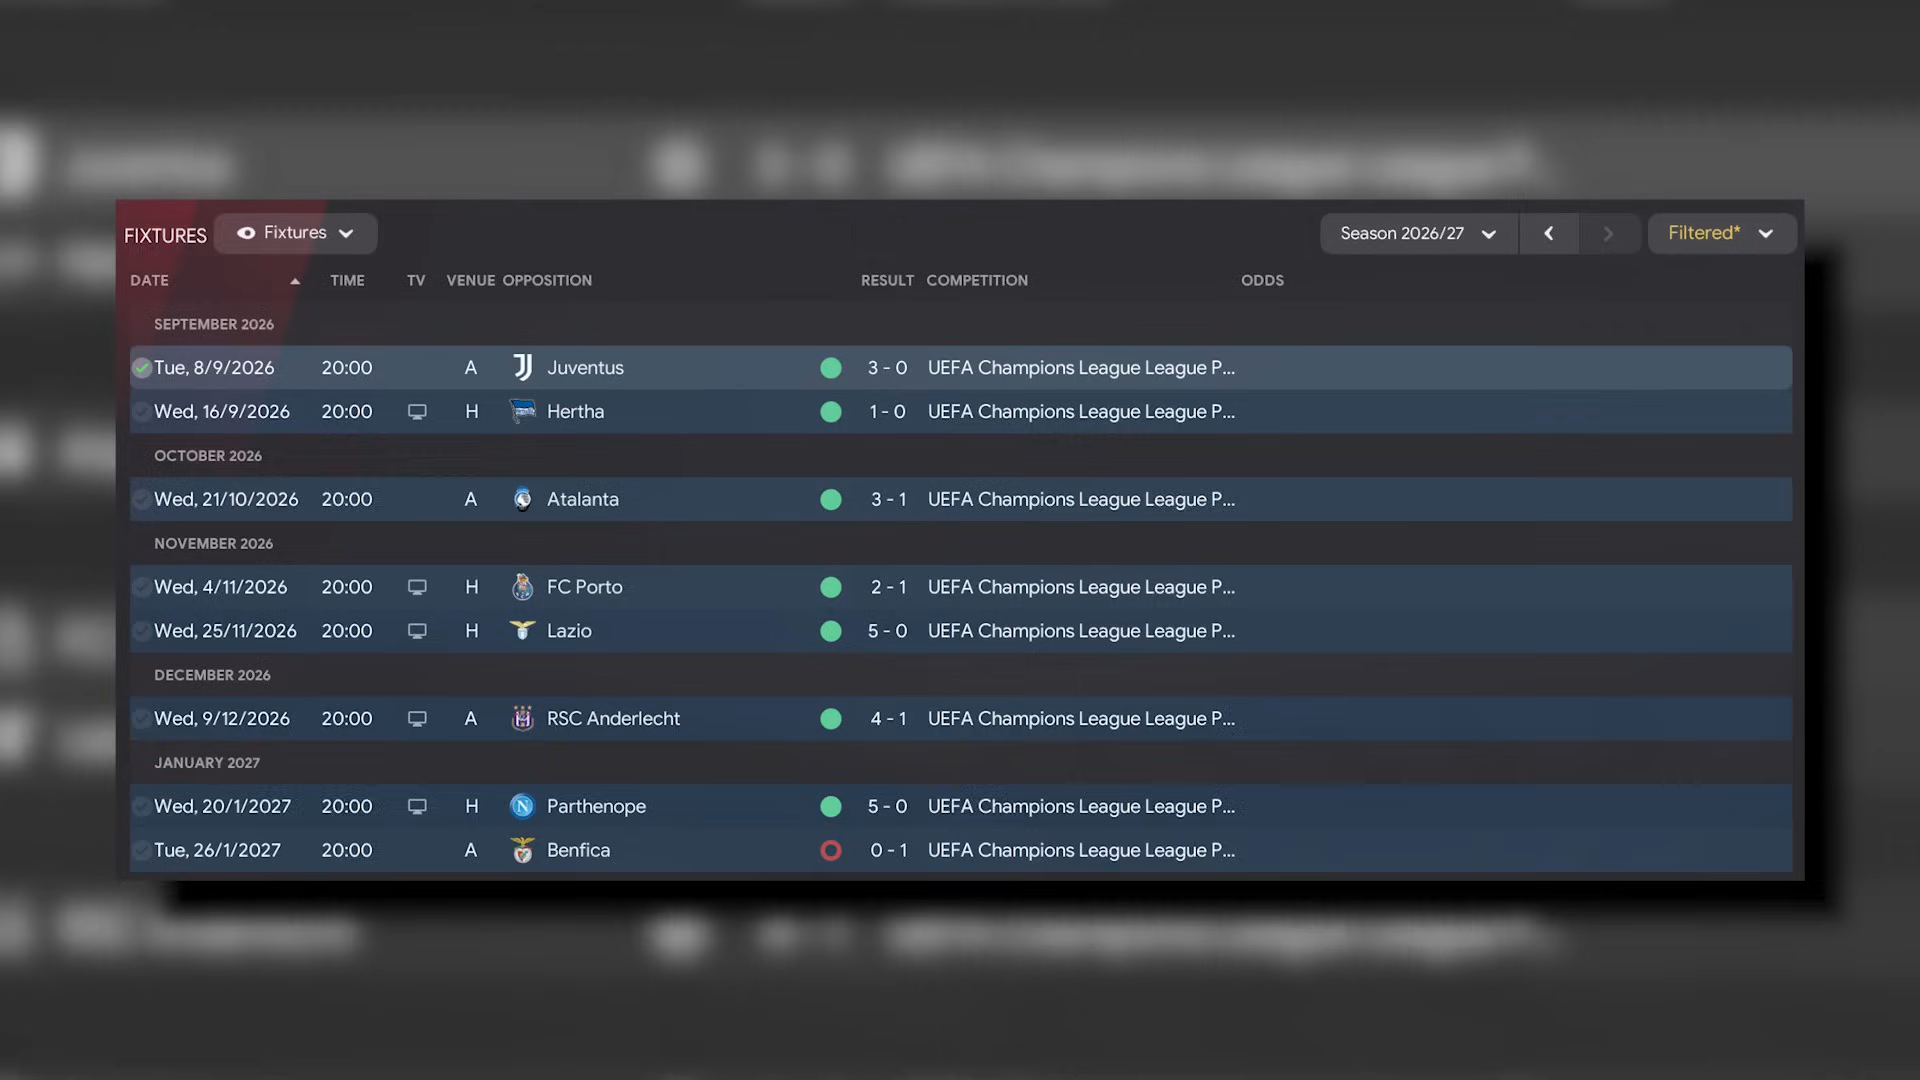 FIXTURES Fixtures Season 2026/27 Filtered*
DATE TIME TV VENUE OPPOSITION RESULT COMPETITION ODDS
SEPTEMBER 2026
Tue, 8/9/2026 20:00 A Juventus 3 - 0 UEFA Champions League League P...
Wed, 16/9/2026 20:00 H Hertha 1 - 0 UEFA Champions League League P...
OCTOBER 2026
Wed, 21/10/2026 20:00 A Atalanta 3 - 1 UEFA Champions League League P...
NOVEMBER 2026
Wed, 4/11/2026 20:00 H FC Porto 2 - 1 UEFA Champions League League P...
Wed, 25/11/2026 20:00 H Lazio 5 - 0 UEFA Champions League League P...
DECEMBER 2026
Wed, 9/12/2026 20:00 A RSC Anderlecht 4 - 1 UEFA Champions League League P...
JANUARY 2027
Wed, 20/1/2027 20:00 H Parthenope 5 - 0 UEFA Champions League League P...
Tue, 26/1/2027 20:00 A Benfica 0 - 1 UEFA Champions League League P...